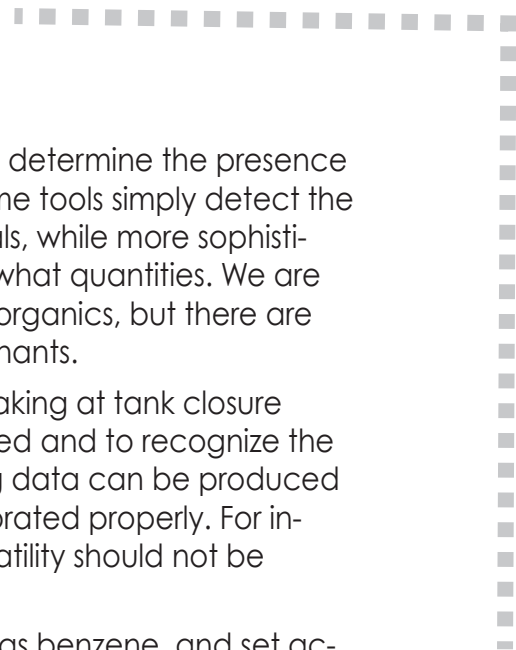 determine the presence
me tools simply detect the
ls, while more sophisti-
what quantities. We are
organics, but there are
nants.
aking at tank closure
ed and to recognize the
g data can be produced
brated properly. For in-
atility should not be
as benzene, and set ac-